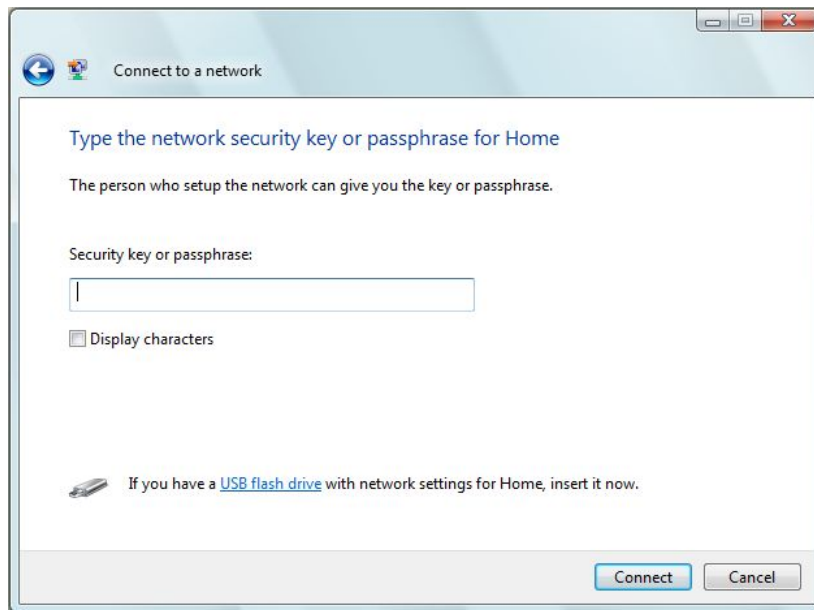 Connect to a network
Type the network security key or passphrase for Home
The person who setup the network can give you the key or passphrase.
Security key or passphrase:
Display characters
If you have a USB flash drive with network settings for Home, insert it now.
Connect Cancel